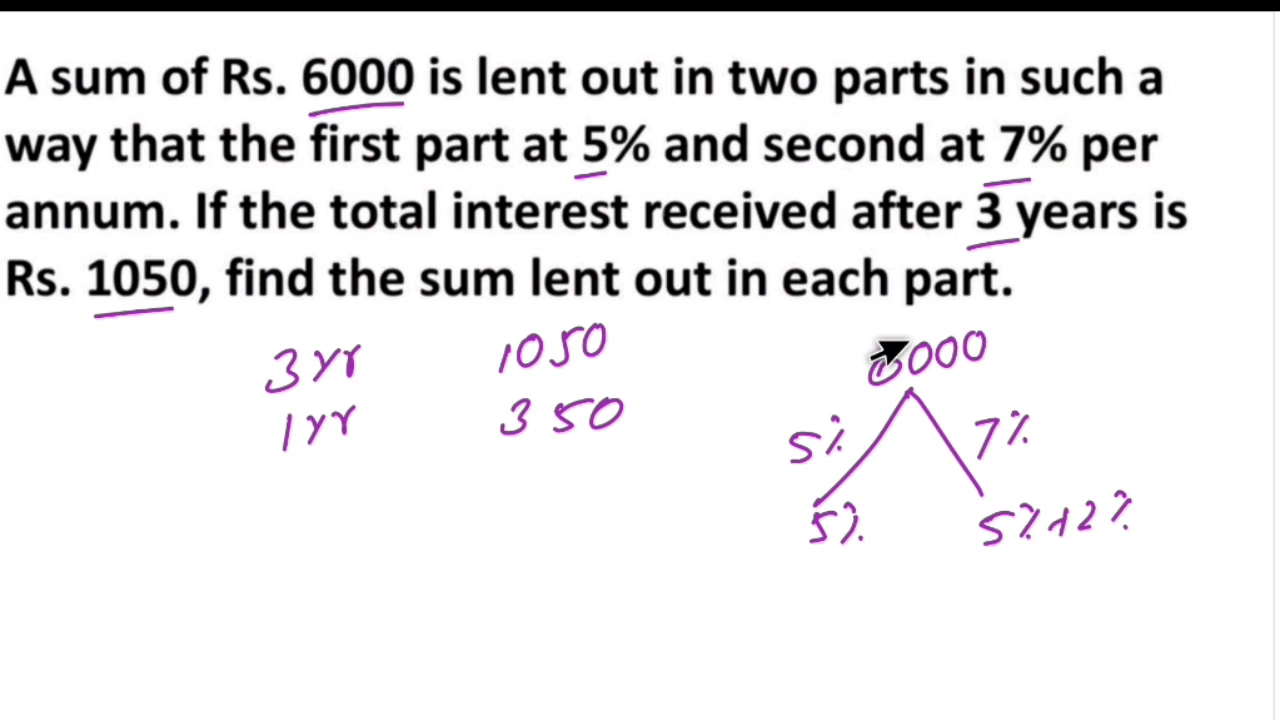 A sum of Rs. 6000 is lent out in two parts in such a
way that the first part at 5% and second at 7% per
annum. If the total interest received after 3 years is
Rs. 1050, find the sum lent out in each part.
3 yr 1050
1 yr 350
6000
5% 7%
5% 5%+2%